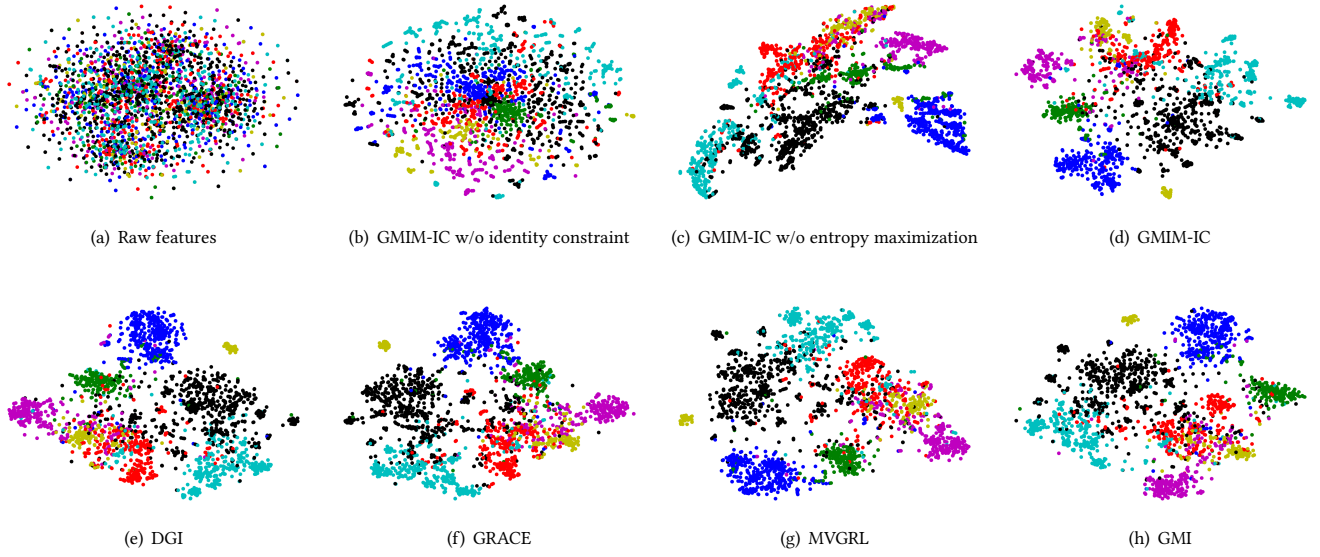 (a) Raw features
(b) GMIM-IC w/o identity constraint
(c) GMIM-IC w/o entropy maximization
(d) GMIM-IC
(e) DGI
(f) GRACE
(g) MVGRL
(h) GMI